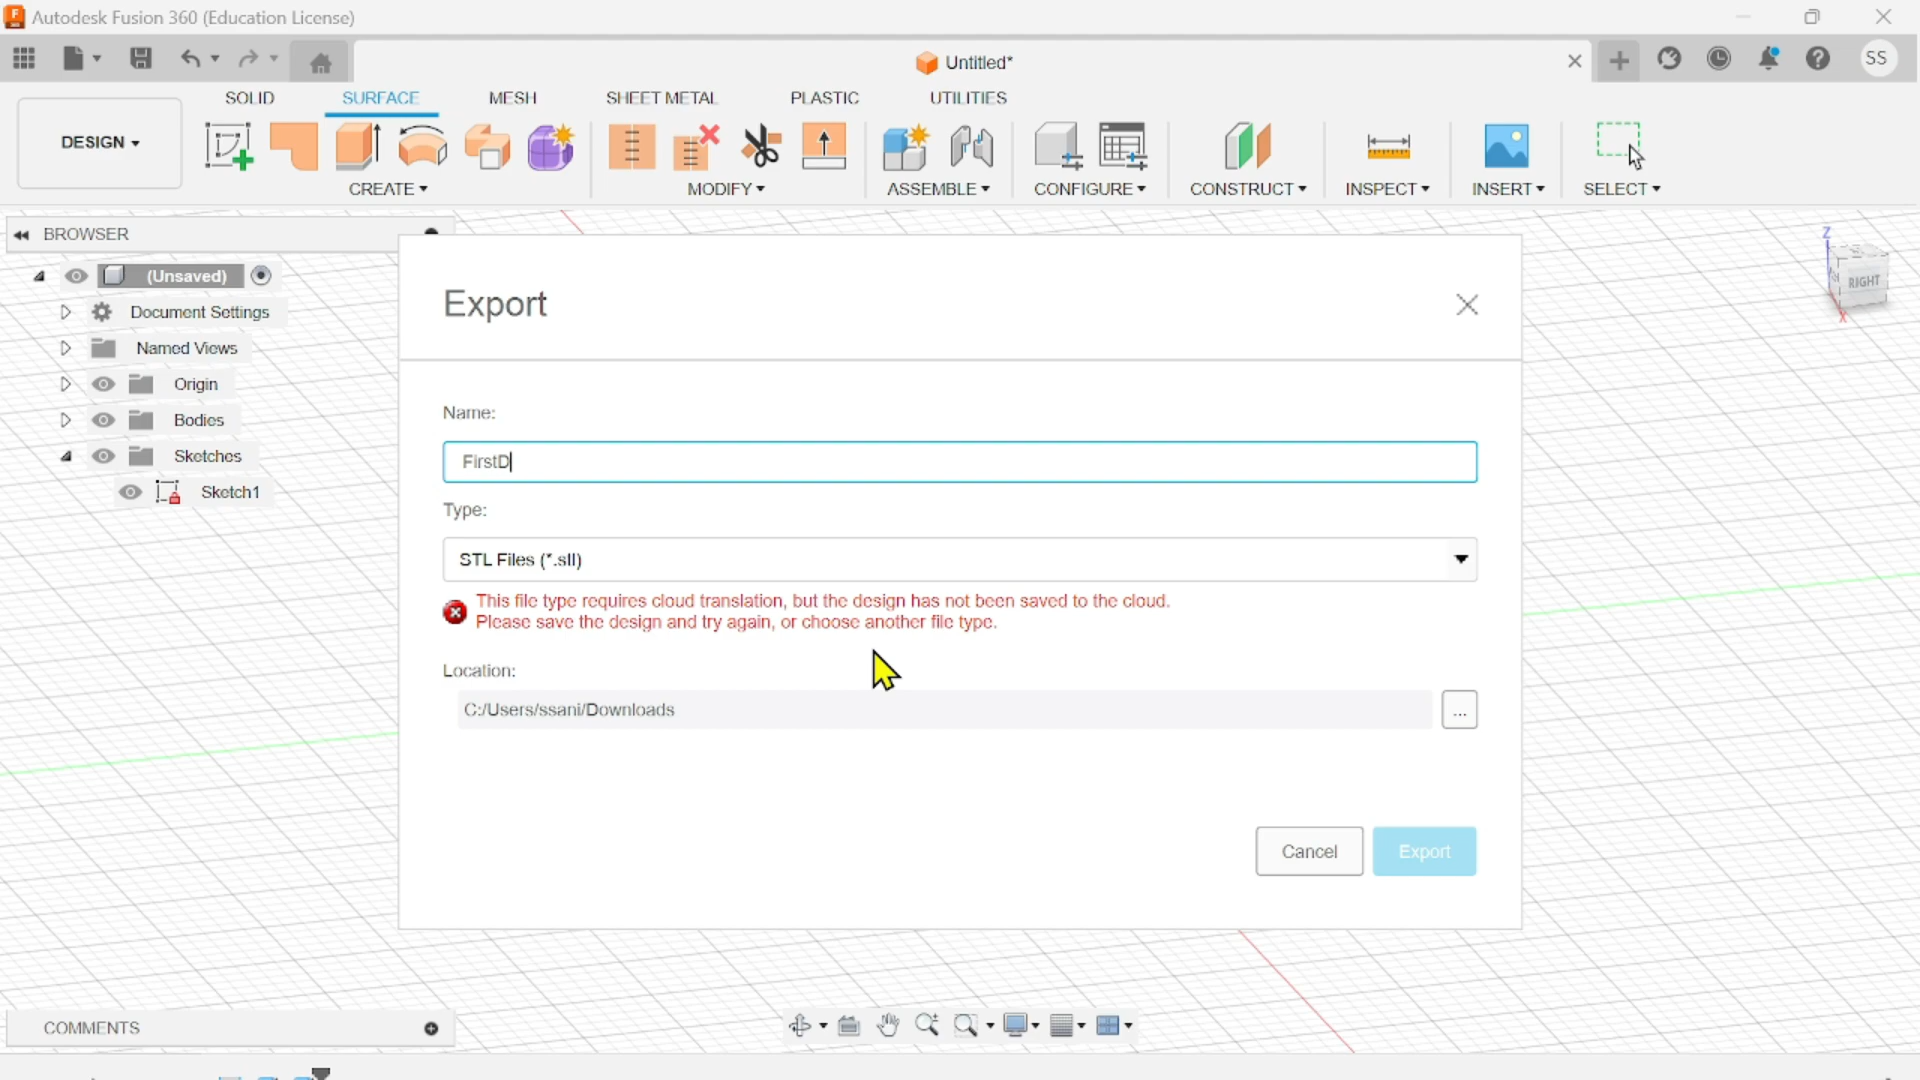 Autodesk Fusion 360 (Education License)
Untitled*
SS
SOLID
SURFACE
MESH
SHEET METAL
PLASTIC
UTILITIES
DESIGN
CREATE
MODIFY
ASSEMBLE
CONFIGURE
CONSTRUCT
INSPECT
INSERT
SELECT
BROWSER
(Unsaved)
Document Settings
Named Views
Origin
Bodies
Sketches
Sketch1
Z
RIGHT
X
Export
Name:
FirstD
Type:
STL Files (*.stl)
This file type requires cloud translation, but the design has not been saved to the cloud.
Please save the design and try again, or choose another file type.
Location:
C:/Users/ssani/Downloads
...
Cancel
Export
COMMENTS